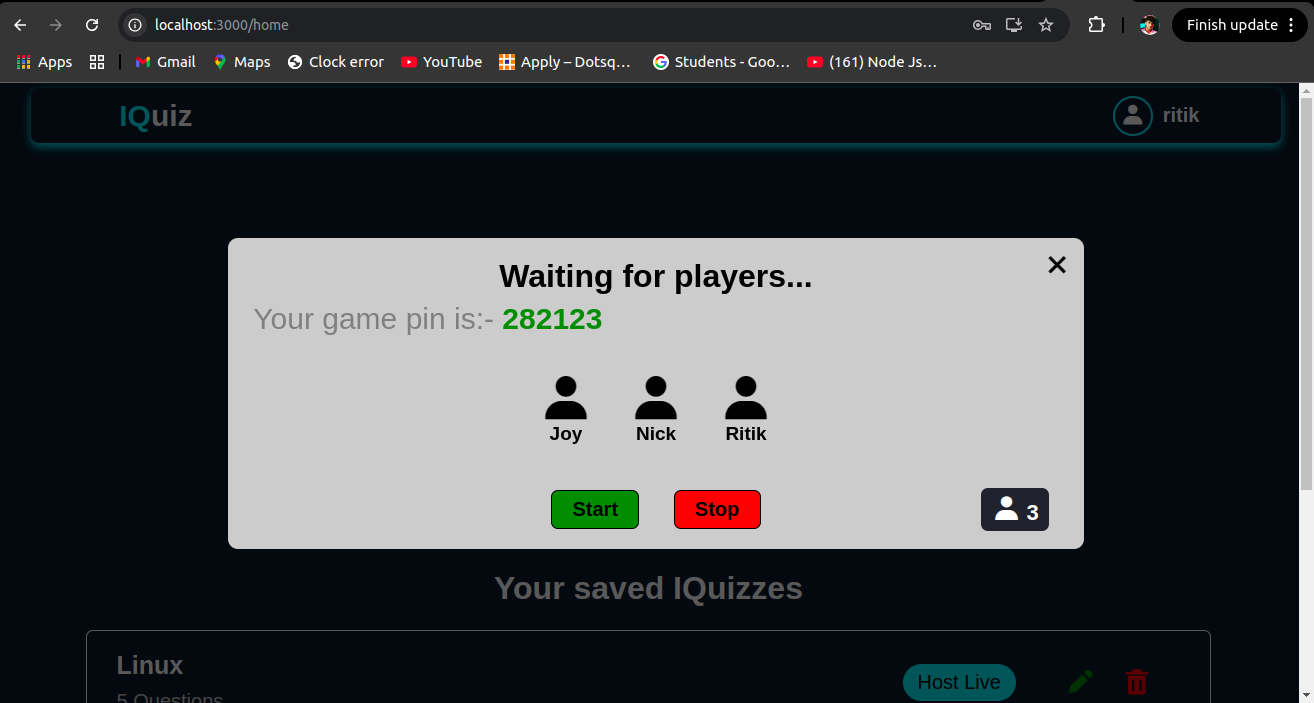 localhost:3000/home
Finish update
Apps
Gmail
Maps
Clock error
YouTube
Apply – Dotsq...
Students - Goo...
(161) Node Js...
IQuiz
ritik
Waiting for players...
Your game pin is:- 282123
Joy Nick Ritik
Start Stop
3
Your saved IQuizzes
Linux
Host Live
5 Questions